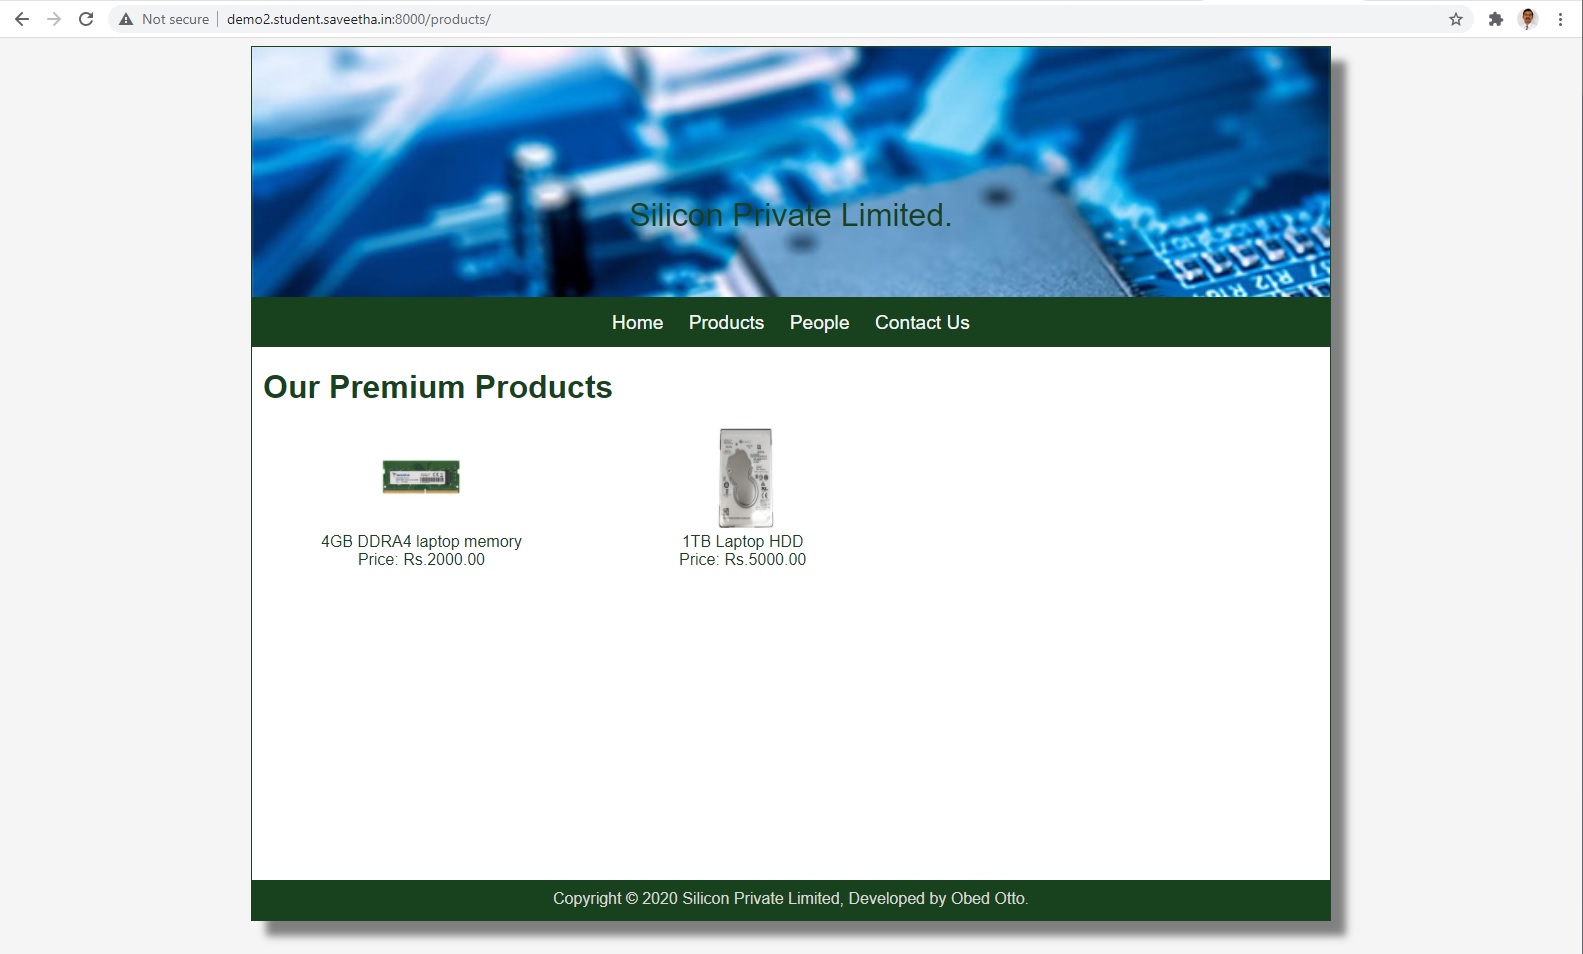 Not secure | demo2.student.saveetha.in:8000/products/
Silicon Private Limited.
Home Products People Contact Us
Our Premium Products
4GB DDRA4 laptop memory
Price: Rs.2000.00
1TB Laptop HDD
Price: Rs.5000.00
Copyright © 2020 Silicon Private Limited, Developed by Obed Otto.